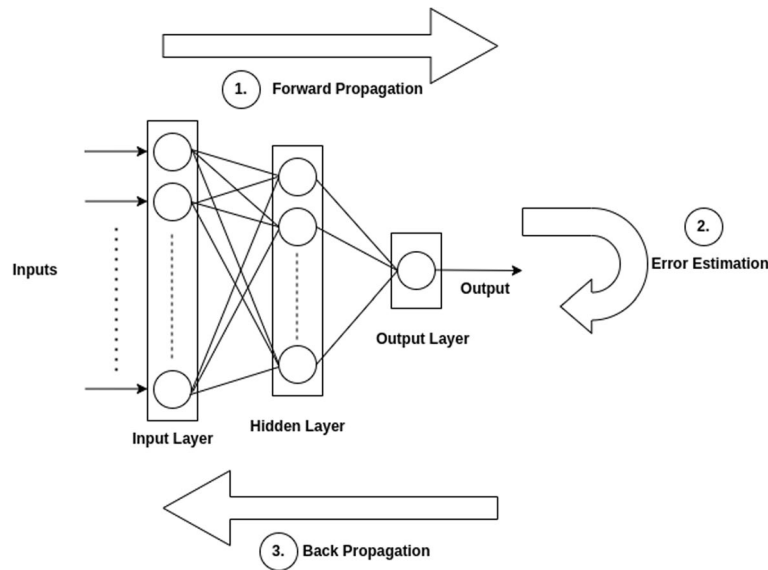 1. Forward Propagation
2.
Inputs
Error Estimation
Output
Output Layer
Hidden Layer
Input Layer
3. Back Propagation